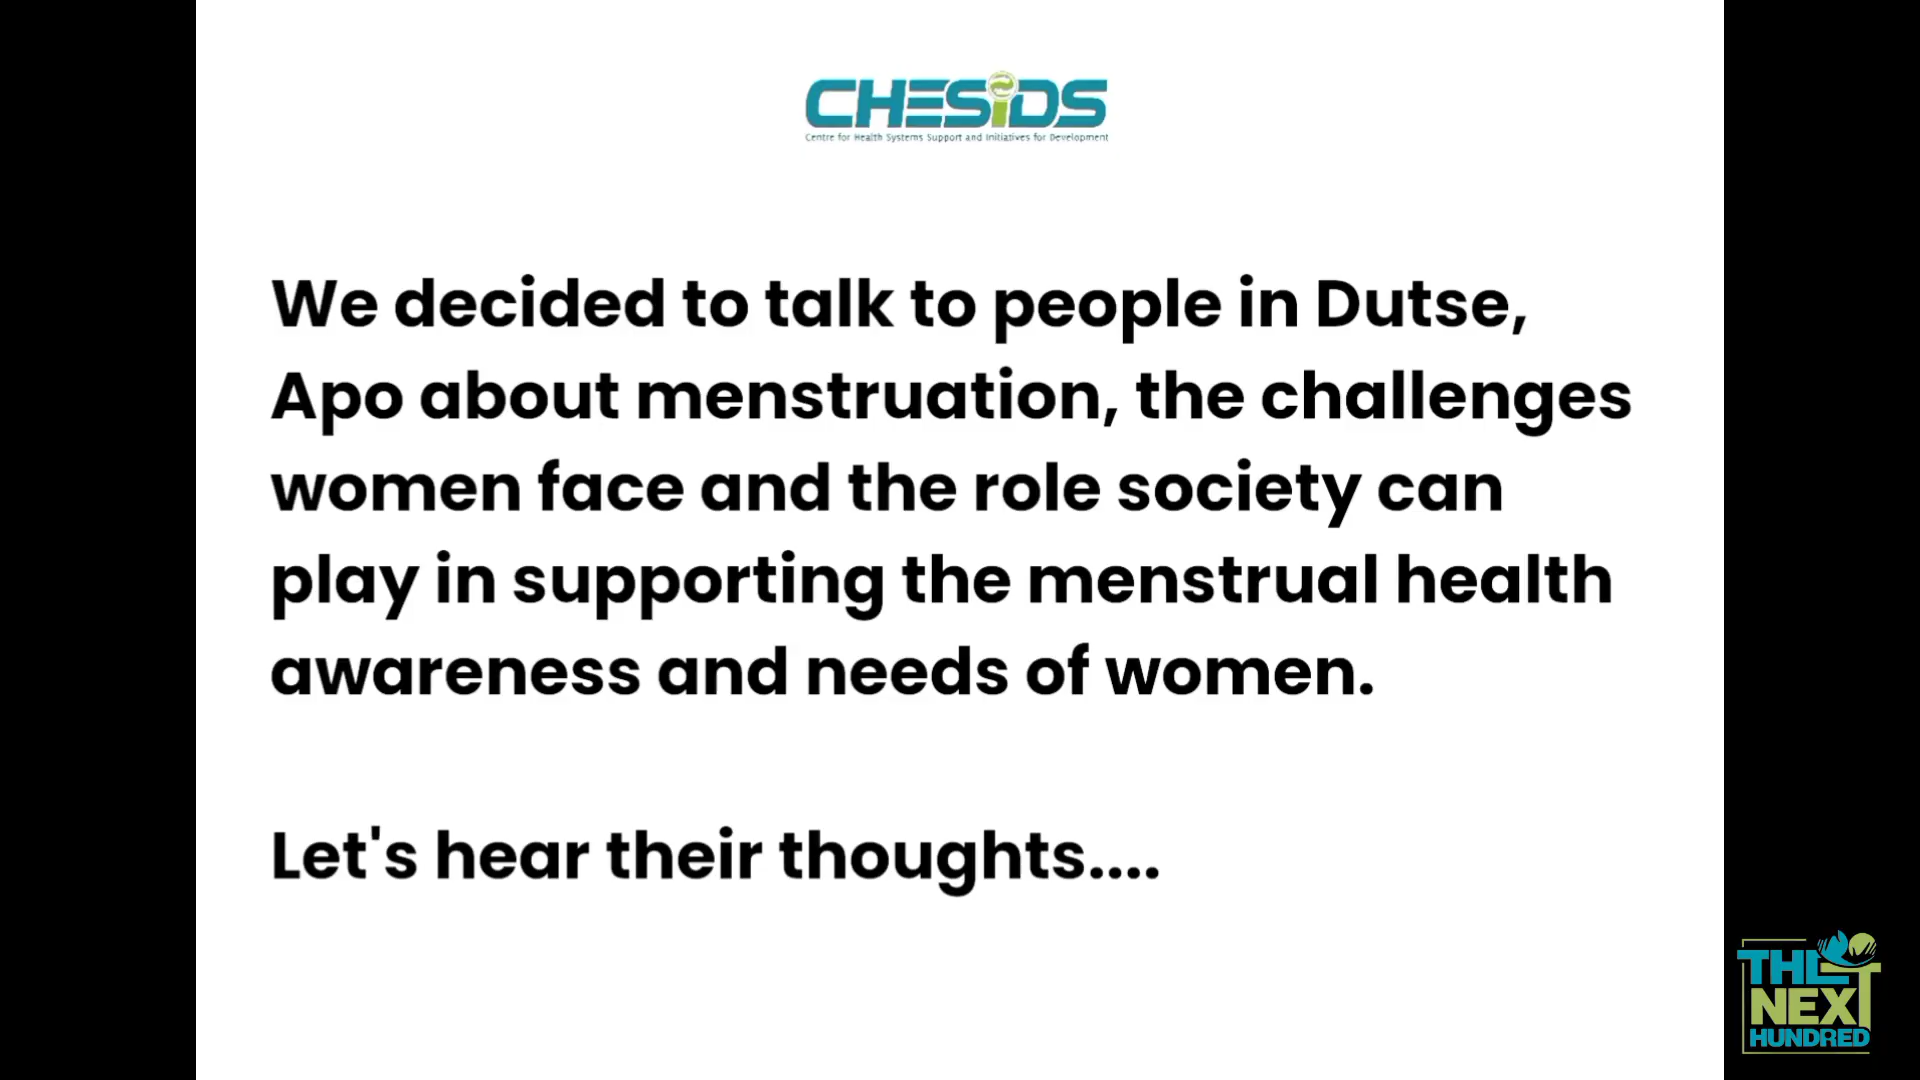 CHESiDS
Centre for Health Systems Support and Initiatives for Development
We decided to talk to people in Dutse,
Apo about menstruation, the challenges
women face and the role society can
play in supporting the menstrual health
awareness and needs of women.
Let's hear their thoughts....
THE
NEXT
HUNDRED